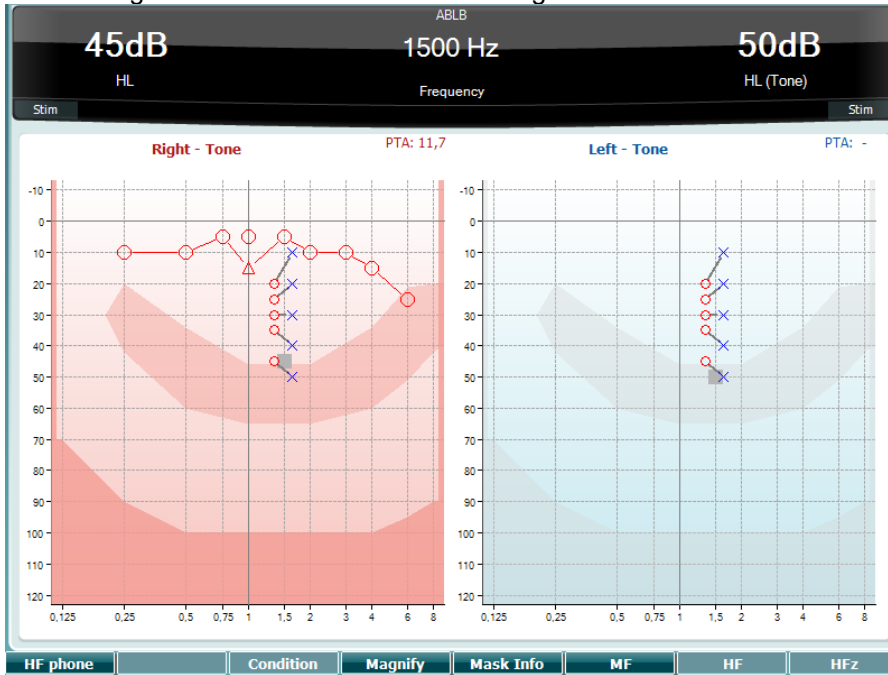 ABLB
45dB 1500 Hz 50dB
HL Frequency HL (Tone)
Stim Stim
Right - Tone PTA: 11,7 Left - Tone PTA: -
-10 -10
0 0
10 10
20 20
30 30
40 40
50 50
60 60
70 70
80 80
90 90
100 100
110 110
120 120
0,125 0,25 0,5 0,75 1 1,5 2 3 4 6 8 0,125 0,25 0,5 0,75 1 1,5 2 3 4 6 8
HF phone Condition Magnify Mask Info MF HF HFz